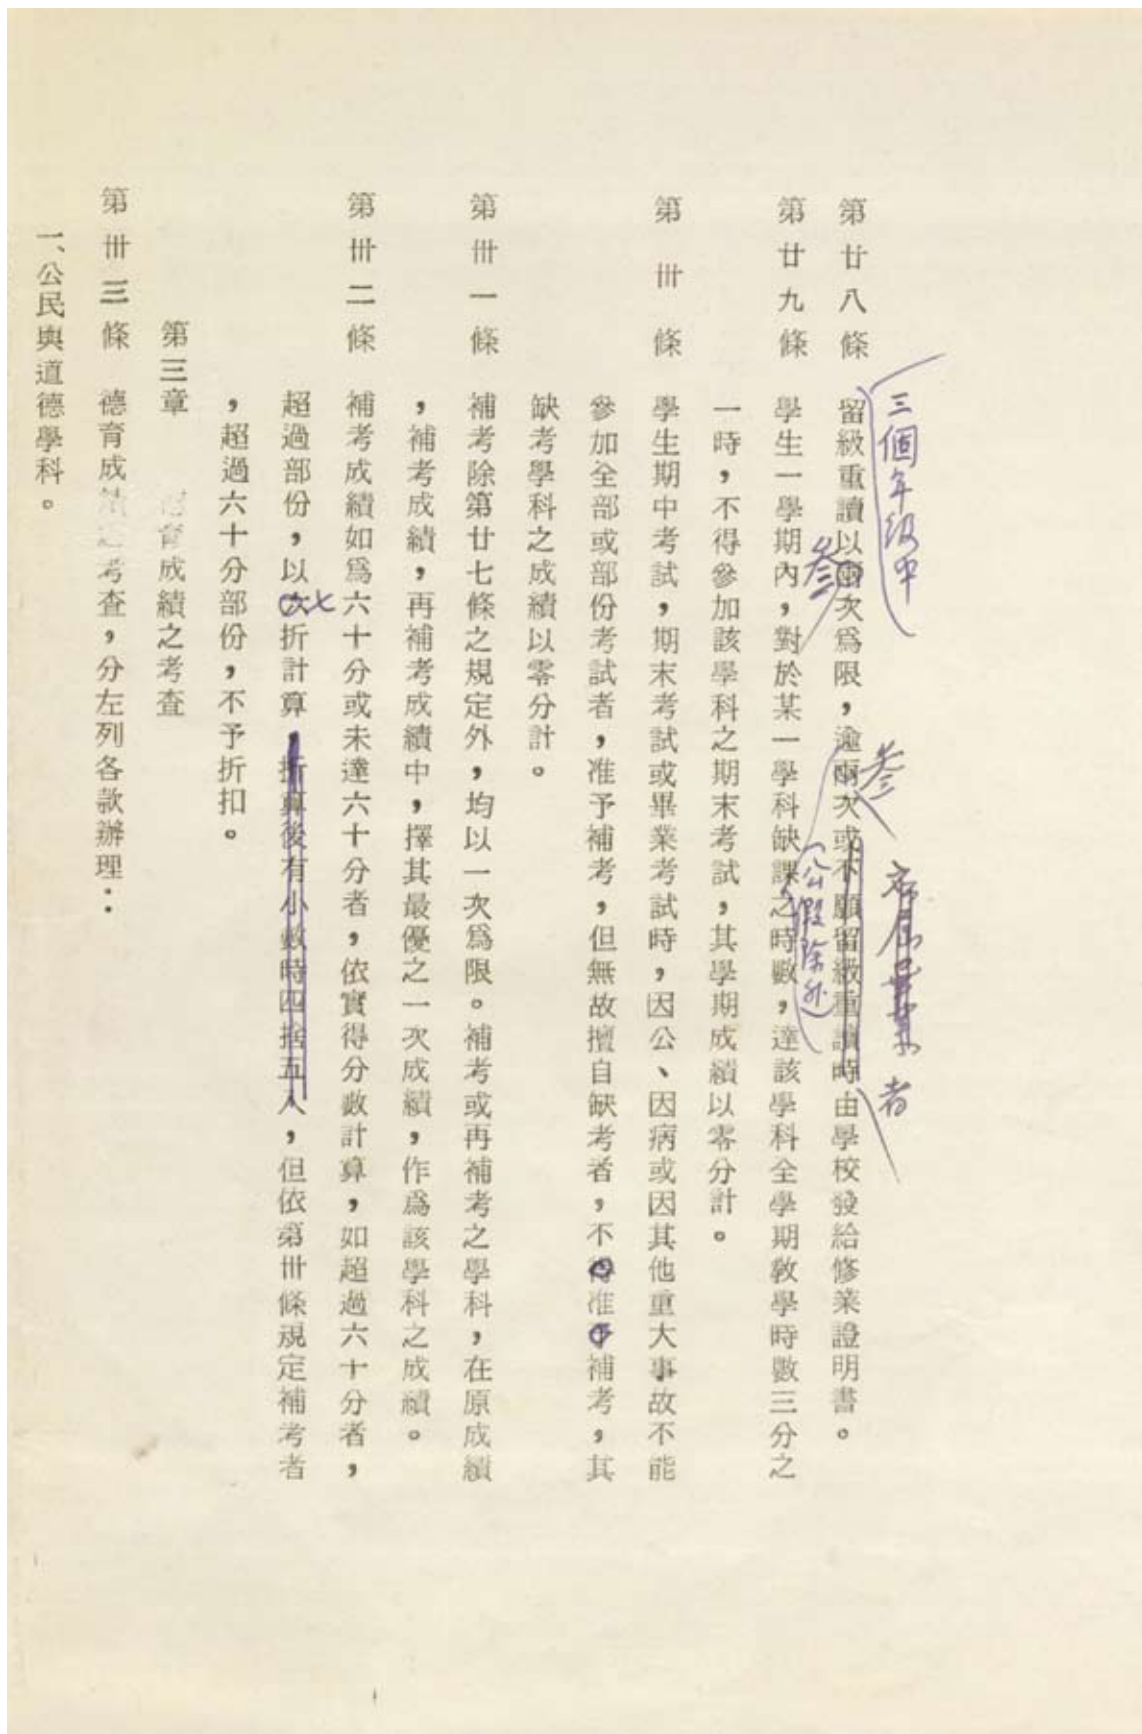 三個年級中
參
參
者
第廿八條 留級重讀以兩次爲限，逾兩次或不願留級重讀時由學校發給修業證明書。
(公假除外)
第廿九條 學生一學期內，對於某一學科缺課之時數，達該學科全學期教學時數三分之
一時，不得參加該學科之期末考試，其學期成績以零分計。
第卅條 學生期中考試，期末考試或畢業考試時，因公、因病或因其他重大事故不能
參加全部或部份考試者，准予補考，但無故擅自缺考者，不得准予補考，其
缺考學科之成績以零分計。
第卅一條 補考除第廿七條之規定外，均以一次爲限。補考或再補考之學科，在原成績
，補考成績，再補考成績中，擇其最優之一次成績，作爲該學科之成績。
第卅二條 補考成績如爲六十分或未達六十分者，依實得分數計算，如超過六十分者，
七
超過部份，以六折計算，折算後有小數時四捨五入，但依第卅條規定補考者
，超過六十分部份，不予折扣。
第三章 德育成績之考查
第卅三條 德育成績之考查，分左列各款辦理：
一、公民與道德學科。